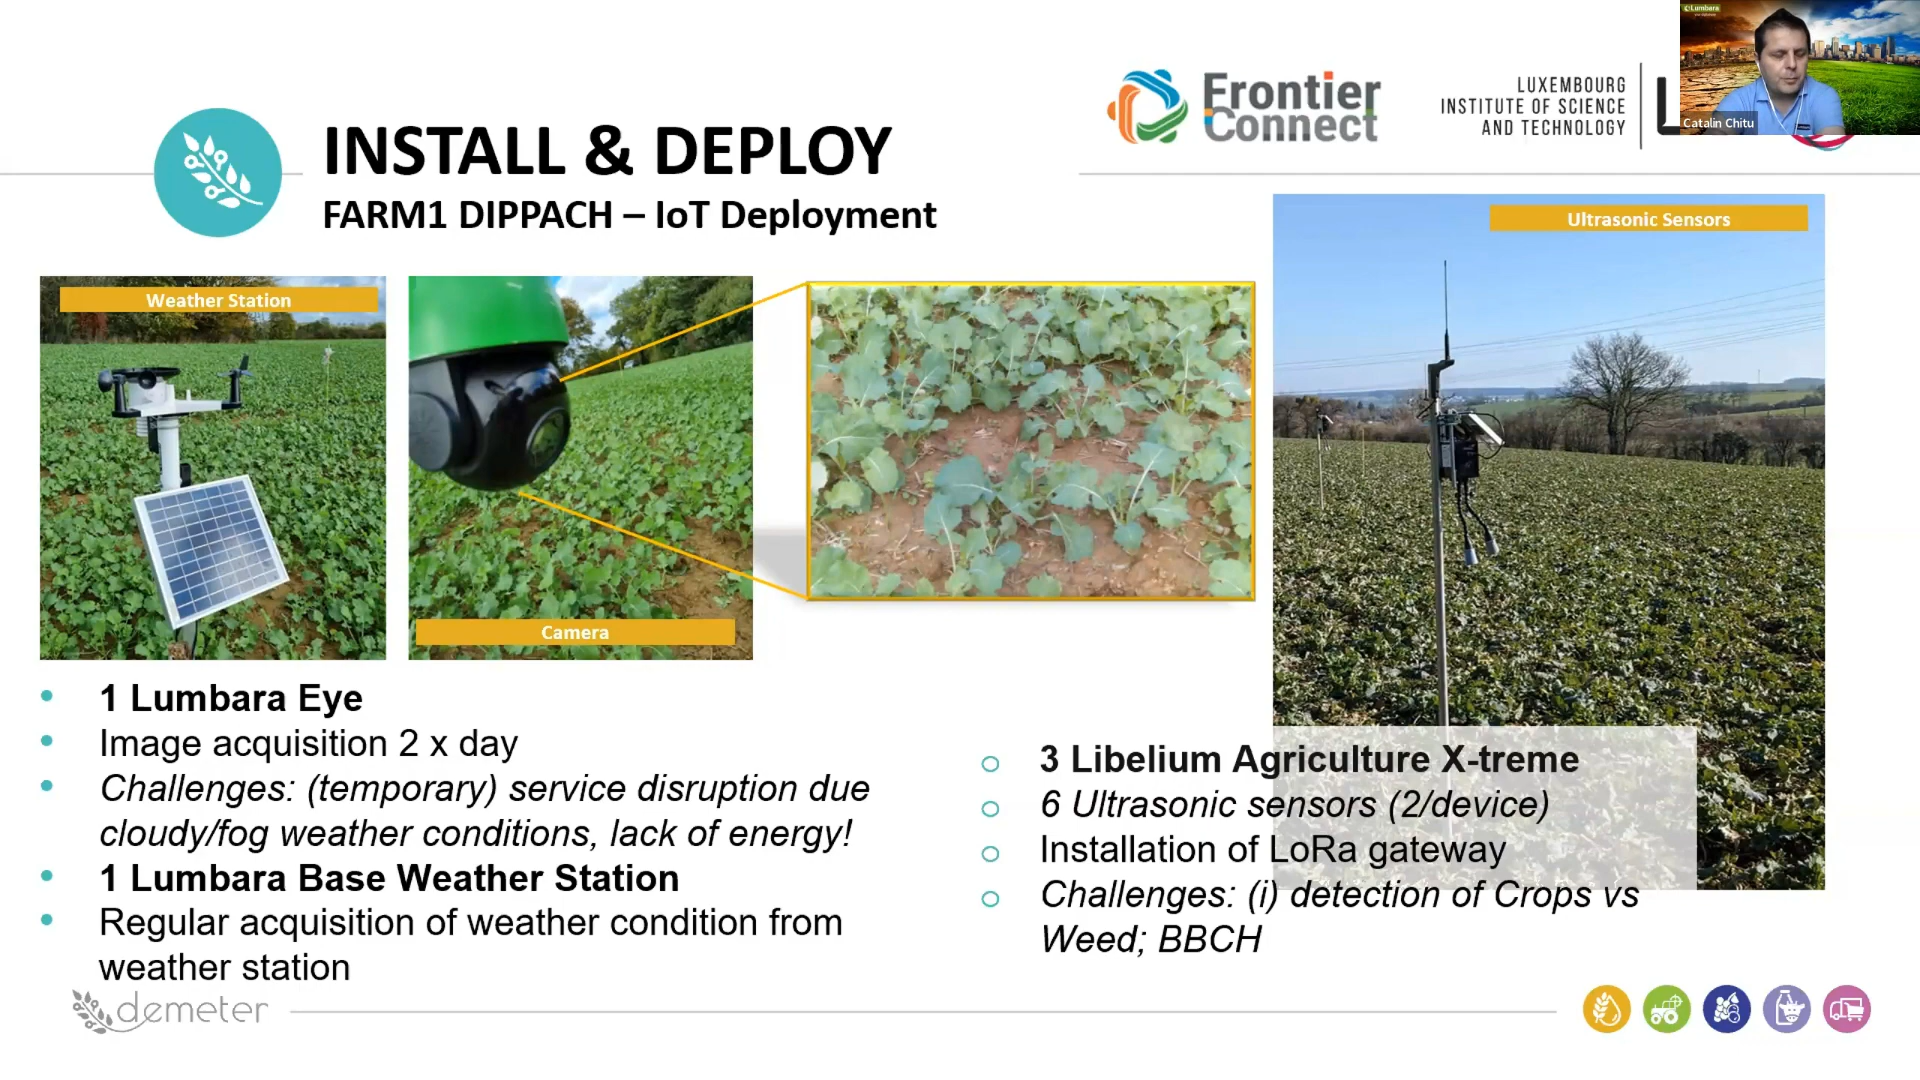 Lumbara
Catalin Chitu
Frontier
Connect
LUXEMBOURG
INSTITUTE OF SCIENCE
AND TECHNOLOGY
INSTALL & DEPLOY
FARM1 DIPPACH – IoT Deployment
Weather Station
Camera
Ultrasonic Sensors
1 Lumbara Eye
Image acquisition 2 x day
Challenges: (temporary) service disruption due
cloudy/fog weather conditions, lack of energy!
1 Lumbara Base Weather Station
Regular acquisition of weather condition from
weather station
3 Libelium Agriculture X-treme
6 Ultrasonic sensors (2/device)
Installation of LoRa gateway
Challenges: (i) detection of Crops vs
Weed; BBCH
demeter